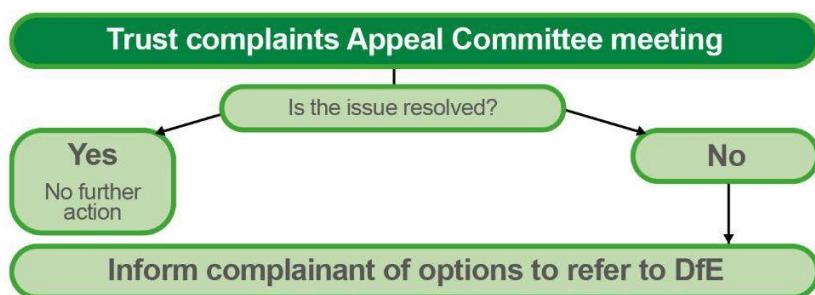 Trust complaints Appeal Committee meeting
Is the issue resolved?
Yes
No further
action
No
Inform complainant of options to refer to DfE